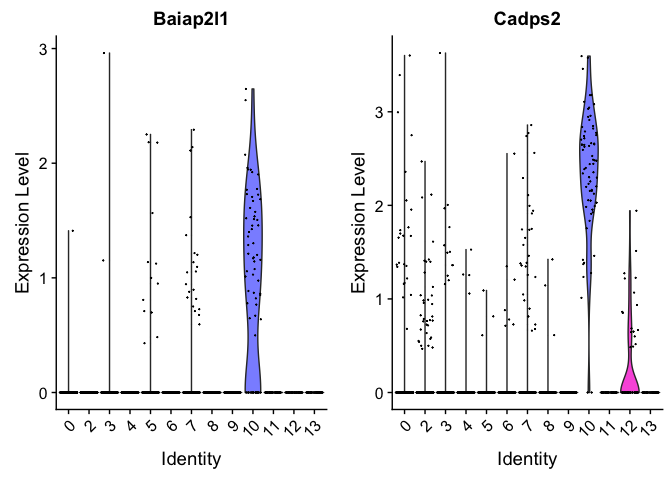 Baiap2l1
Expression Level
3
2
1
0
0 2 3 4 5 6 7 8 9 10 11 12 13
Identity
Cadps2
Expression Level
3
2
1
0
0 1 2 3 4 5 6 7 8 9 10 11 12 13
Identity